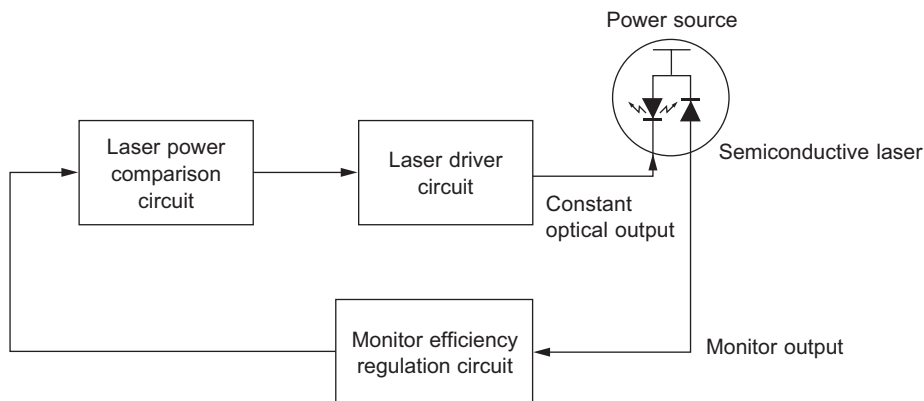 Power source
Laser power
comparison
circuit
Laser driver
circuit
Semiconductive laser
Constant
optical output
Monitor efficiency
regulation circuit
Monitor output